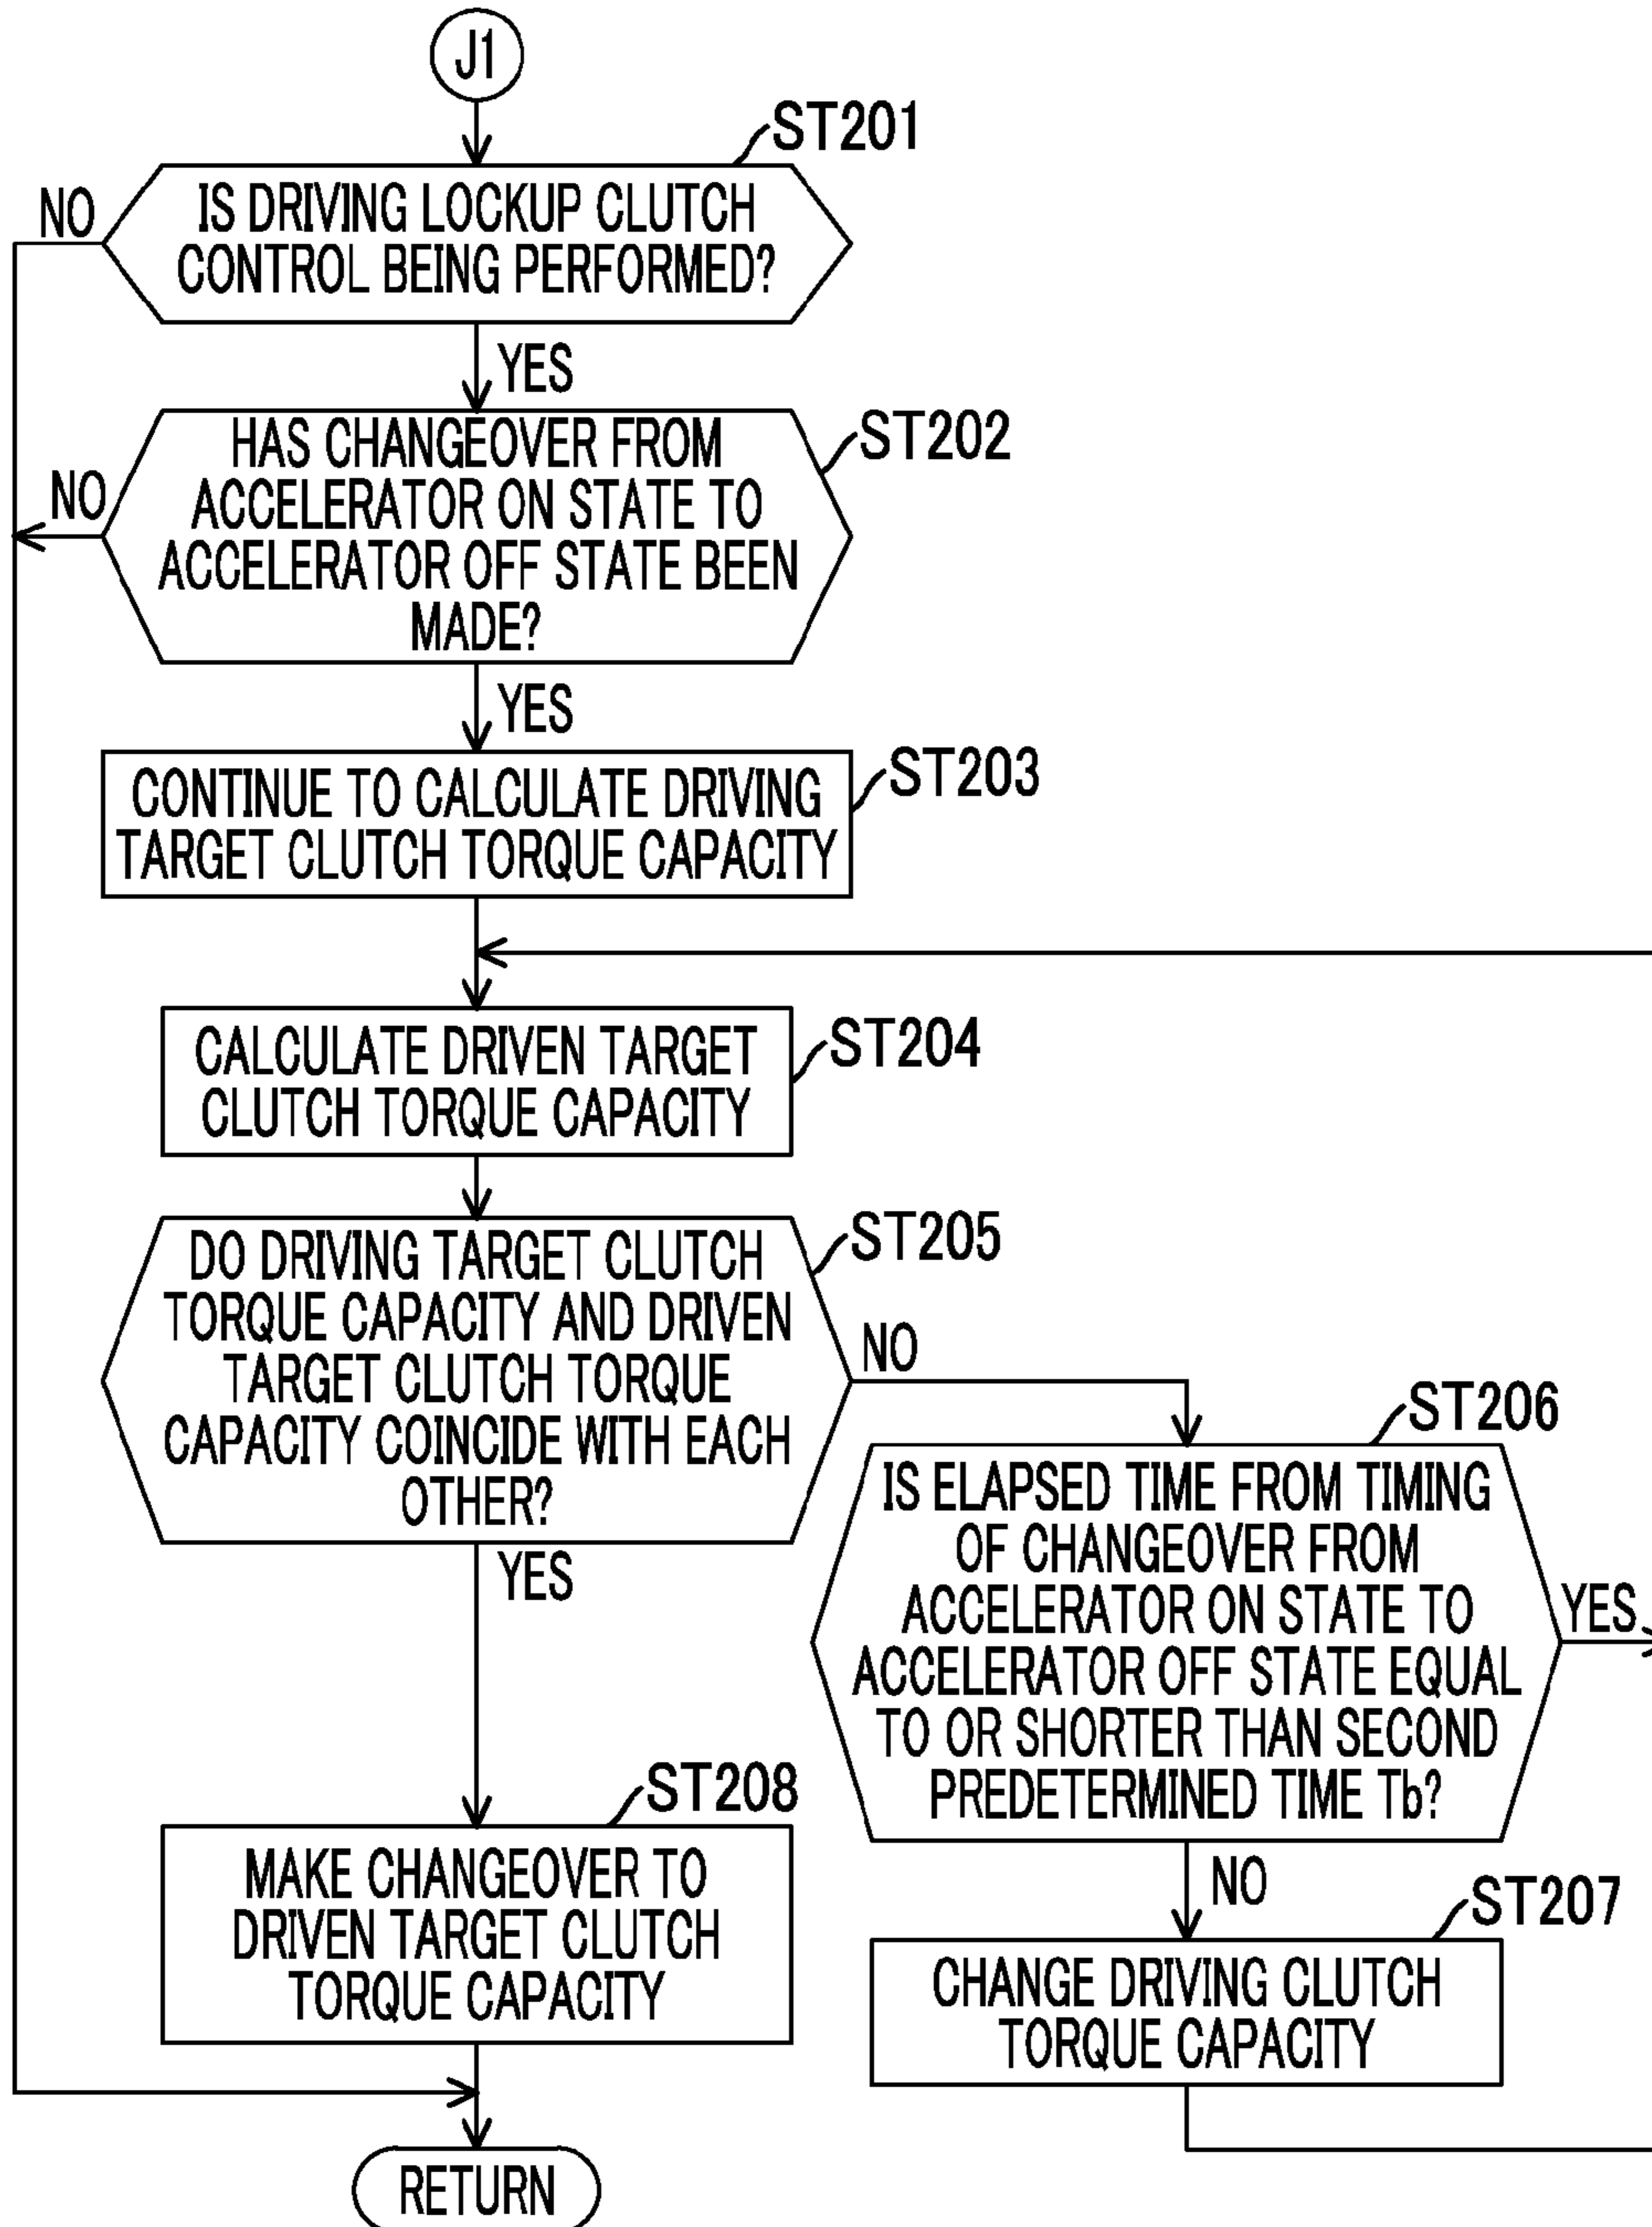 J1
ST201
NO
IS DRIVING LOCKUP CLUTCH
CONTROL BEING PERFORMED?
YES
ST202
NO
HAS CHANGEOVER FROM
ACCELERATOR ON STATE TO
ACCELERATOR OFF STATE BEEN
MADE?
YES
ST203
CONTINUE TO CALCULATE DRIVING
TARGET CLUTCH TORQUE CAPACITY
ST204
CALCULATE DRIVEN TARGET
CLUTCH TORQUE CAPACITY
ST205
DO DRIVING TARGET CLUTCH
TORQUE CAPACITY AND DRIVEN
TARGET CLUTCH TORQUE
CAPACITY COINCIDE WITH EACH
OTHER?
NO
YES
ST206
IS ELAPSED TIME FROM TIMING
OF CHANGEOVER FROM
ACCELERATOR ON STATE TO
ACCELERATOR OFF STATE EQUAL
TO OR SHORTER THAN SECOND
PREDETERMINED TIME Tb?
YES
NO
ST207
CHANGE DRIVING CLUTCH
TORQUE CAPACITY
ST208
MAKE CHANGEOVER TO
DRIVEN TARGET CLUTCH
TORQUE CAPACITY
RETURN